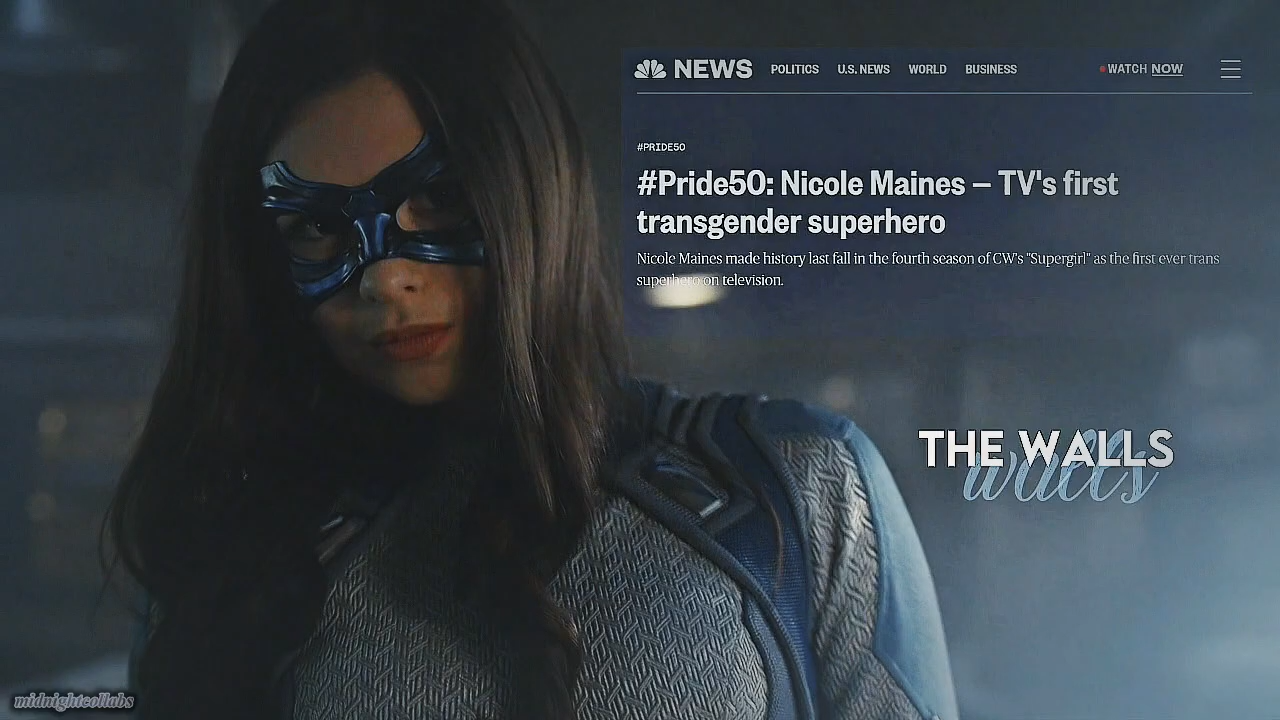 NEWS POLITICS U.S. NEWS WORLD BUSINESS WATCH NOW
#PRIDE50
#Pride50: Nicole Maines — TV's first
transgender superhero
Nicole Maines made history last fall in the fourth season of CW's "Supergirl" as the first ever trans
superhero on television.
THE WALLS
walls
midnightcollabs